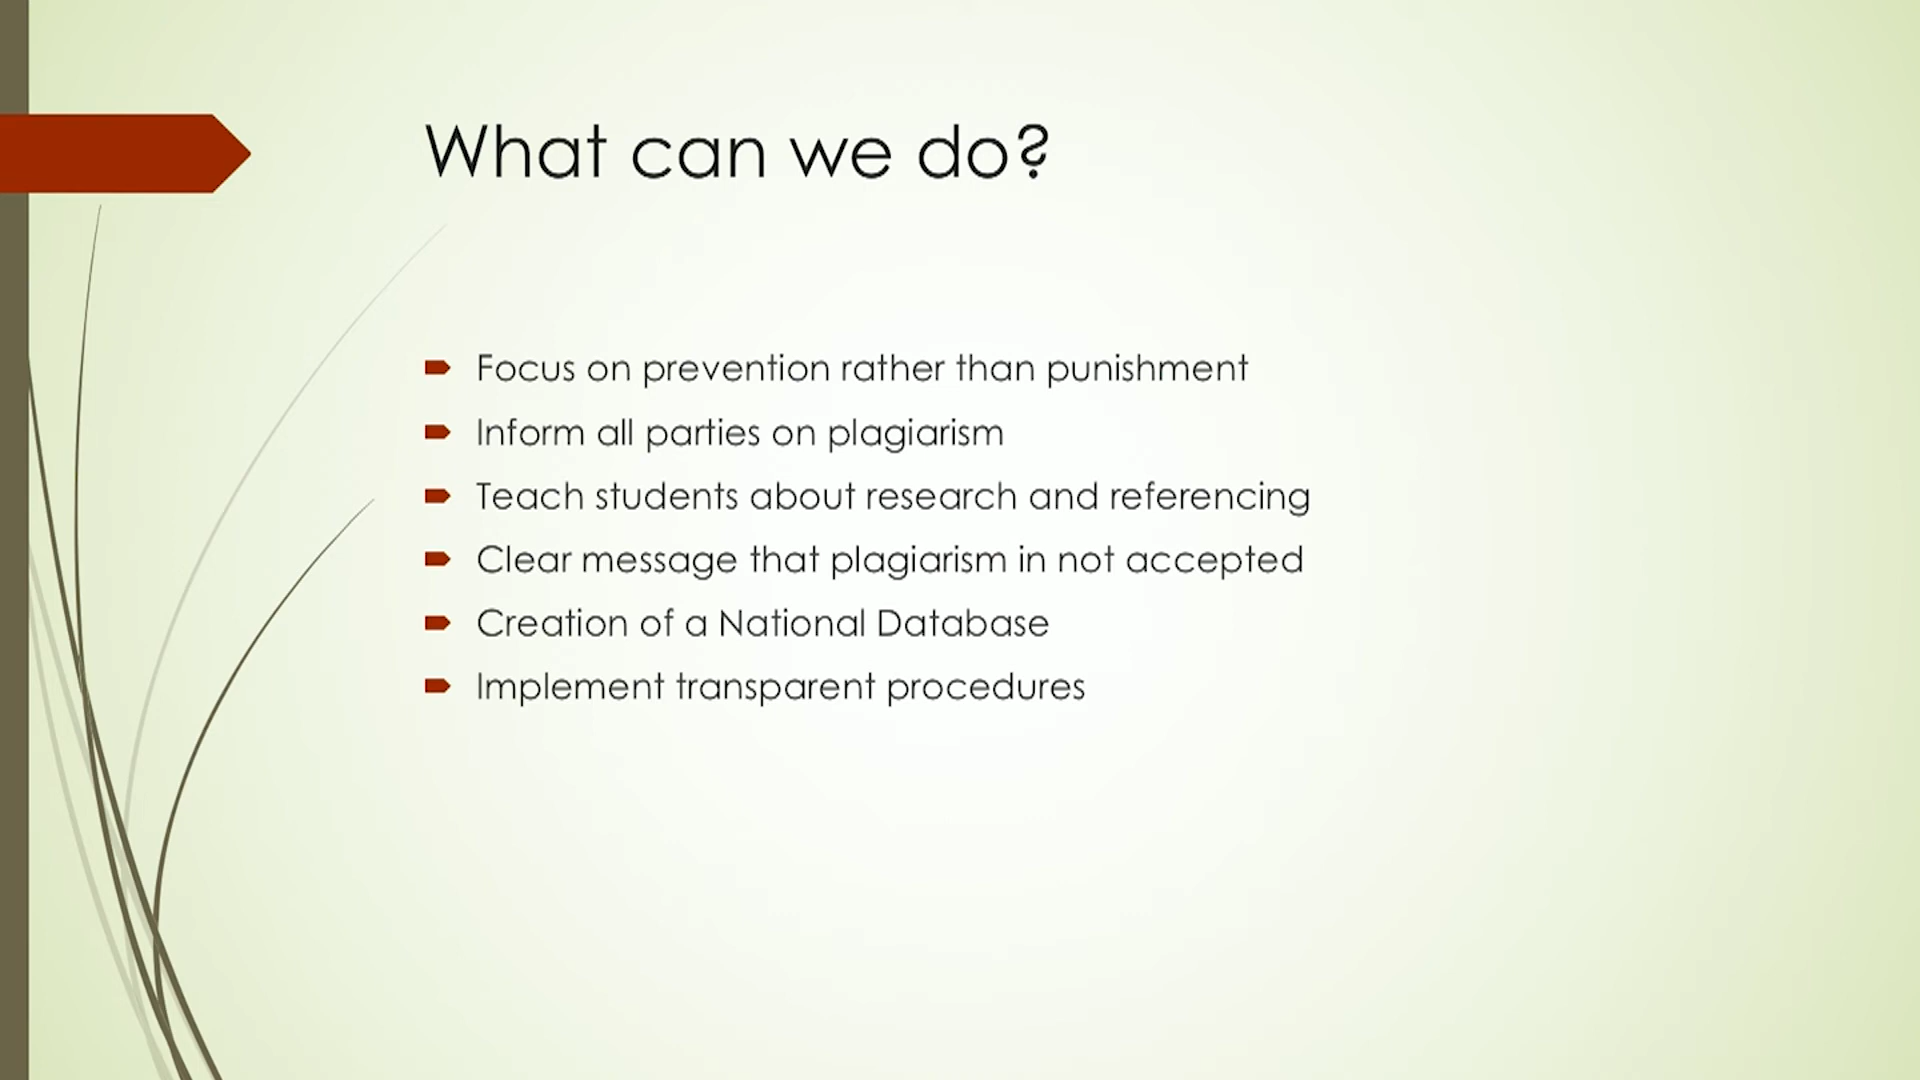 What can we do?
Focus on prevention rather than punishment
Inform all parties on plagiarism
Teach students about research and referencing
Clear message that plagiarism in not accepted
Creation of a National Database
Implement transparent procedures